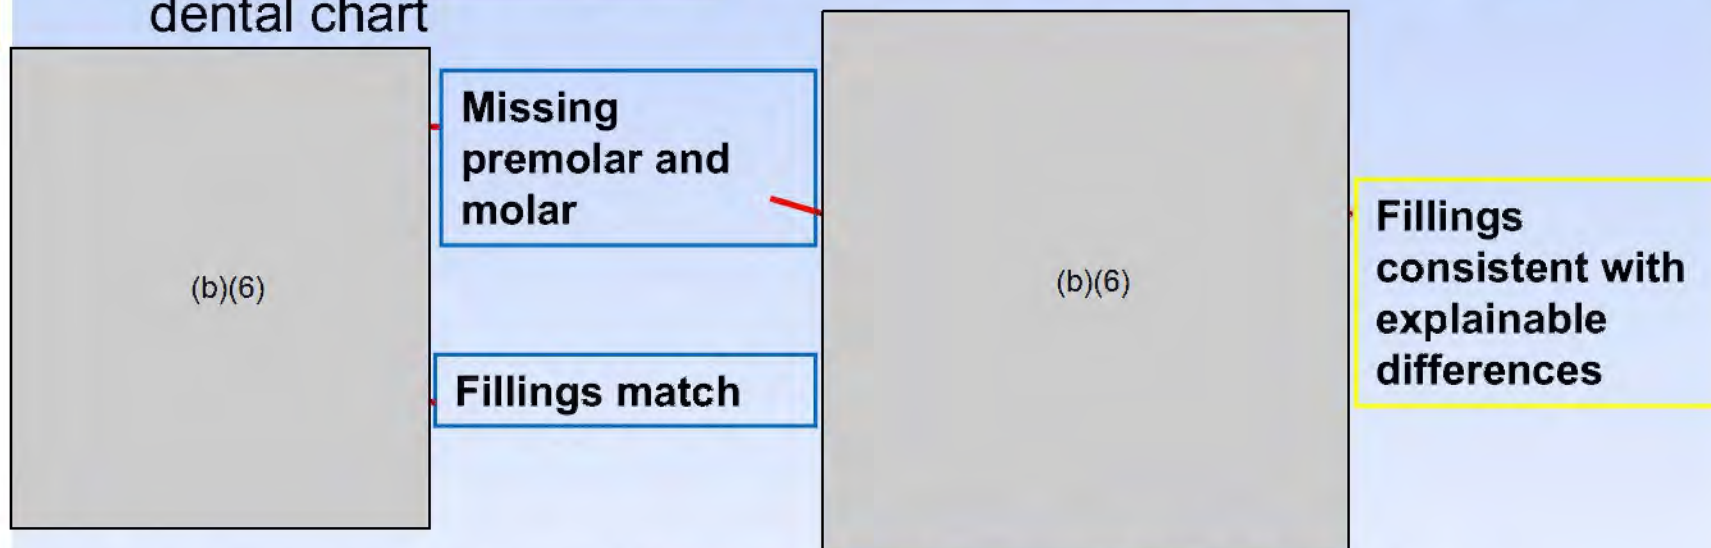 dental chart
(b)(6)
Missing
premolar and
molar
Fillings match
(b)(6)
Fillings
consistent with
explainable
differences